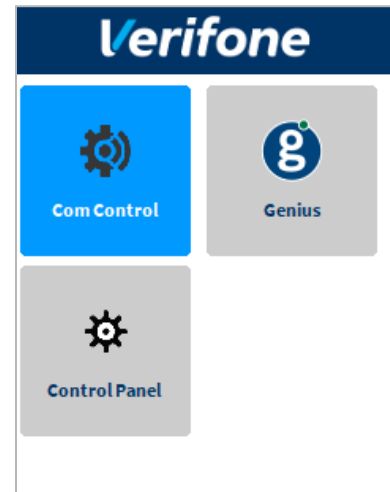 Verifone
g
Com Control
Genius
Control Panel